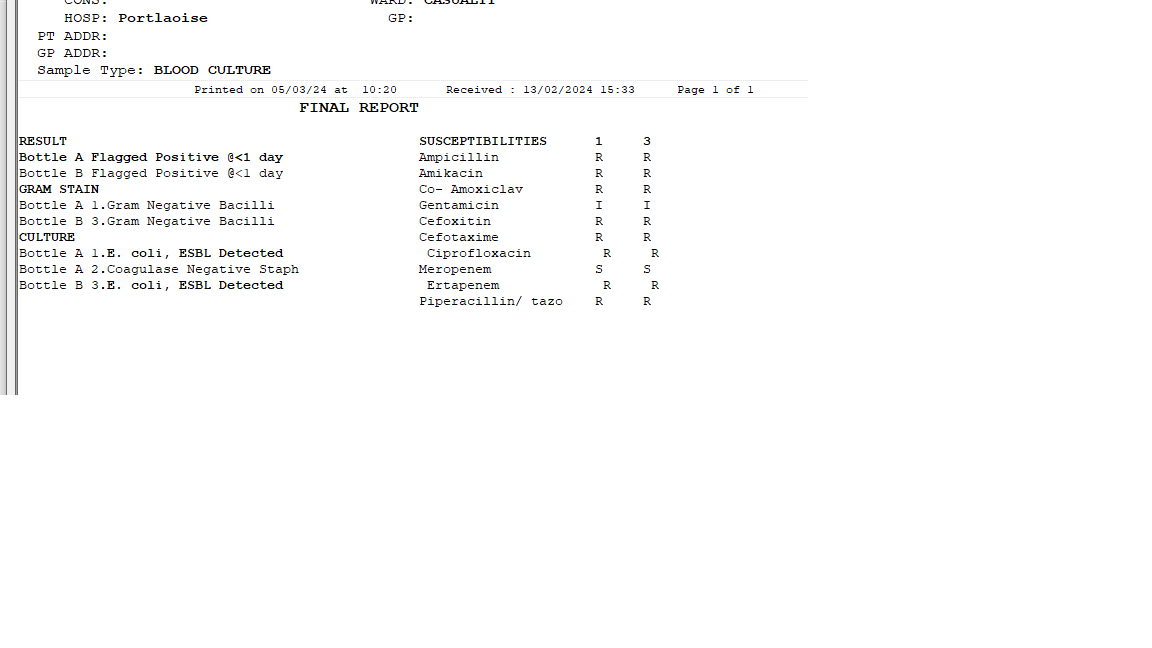 CONS: WARD: CASUALTY
HOSP: Portlaoise GP:
PT ADDR:
GP ADDR:
Sample Type: BLOOD CULTURE
Printed on 05/03/24 at 10:20 Received : 13/02/2024 15:33 Page 1 of 1
FINAL REPORT
RESULT SUSCEPTIBILITIES 1 3
Bottle A Flagged Positive @<1 day Ampicillin R R
Bottle B Flagged Positive @<1 day Amikacin R R
GRAM STAIN Co- Amoxiclav R R
Bottle A 1.Gram Negative Bacilli Gentamicin I I
Bottle B 3.Gram Negative Bacilli Cefoxitin R R
CULTURE Cefotaxime R R
Bottle A 1.E. coli, ESBL Detected Ciprofloxacin R R
Bottle A 2.Coagulase Negative Staph Meropenem S S
Bottle B 3.E. coli, ESBL Detected Ertapenem R R
Piperacillin/ tazo R R